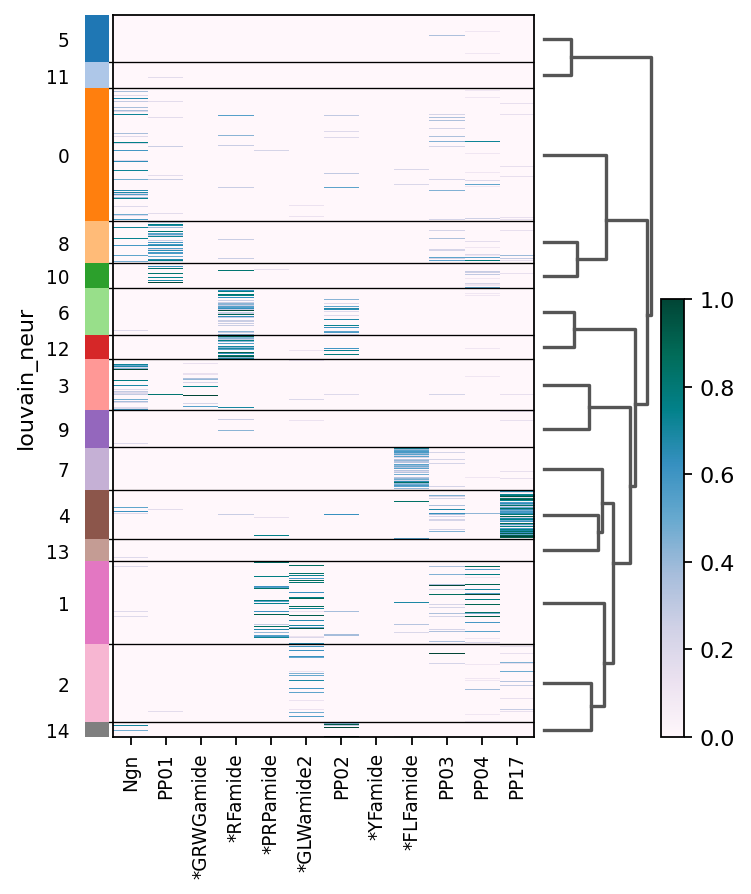 5
11
0
8
10
6
12
3
9
7
4
13
1
2
14
louvain_neur
1.0
0.8
0.6
0.4
0.2
0.0
Ngn
PP01
*GRWGamide
*RFamide
*PRPamide
*GLWamide2
PP02
*YFamide
*FLFamide
PP03
PP04
PP17